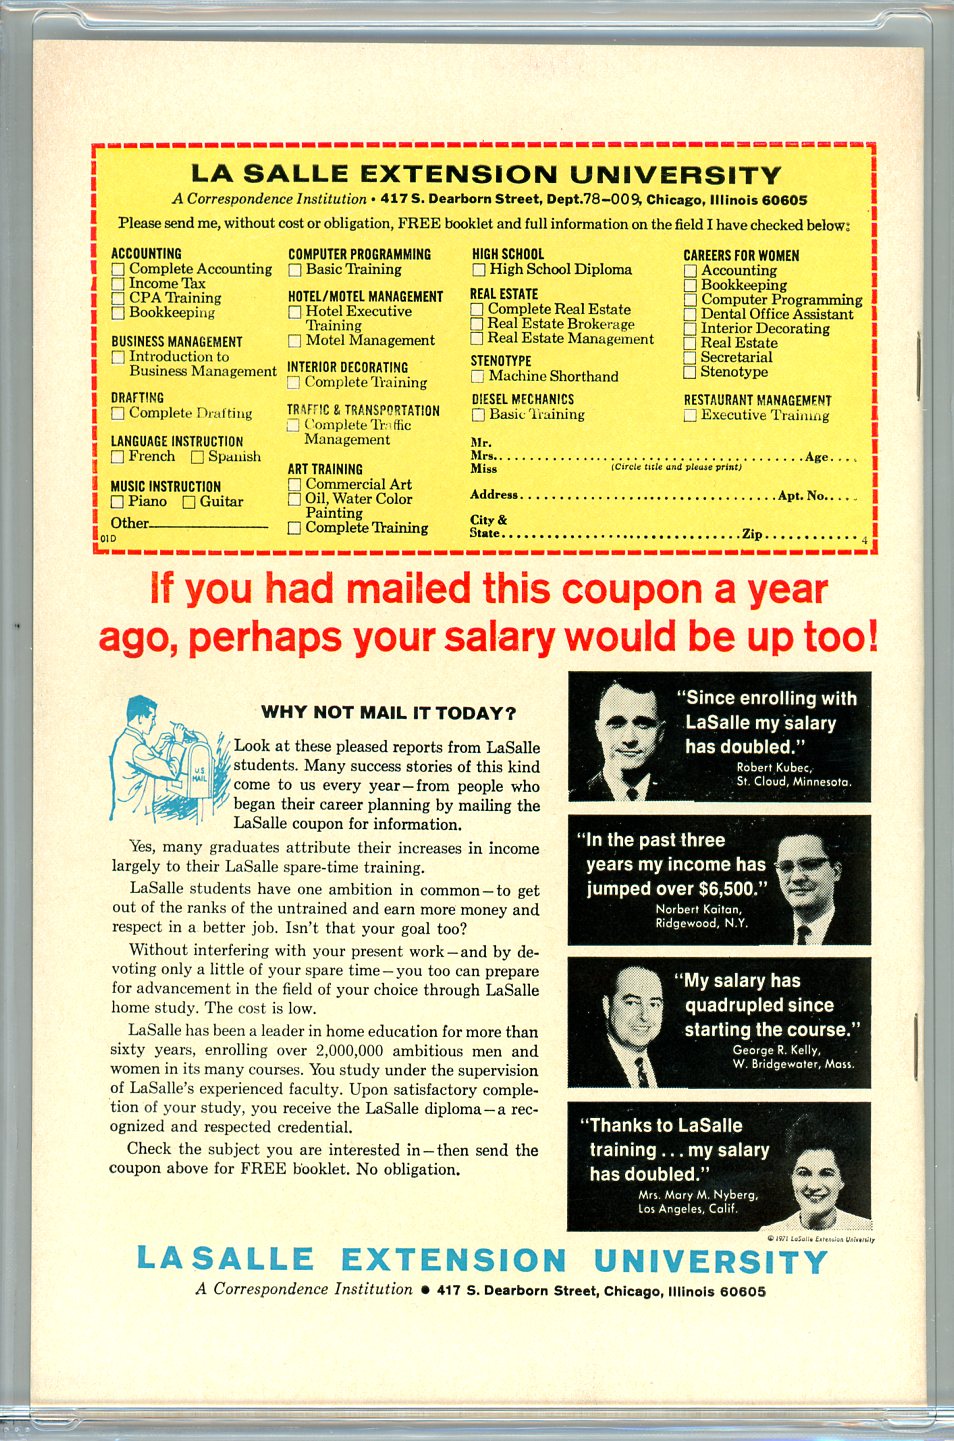 LA SALLE EXTENSION UNIVERSITY
A Correspondence Institution • 417 S. Dearborn Street, Dept. 78-009, Chicago, Illinois 60605
Please send me, without cost or obligation, FREE booklet and full information on the field I have checked below:
ACCOUNTING
Complete Accounting
Income Tax
CPA Training
Bookkeeping
BUSINESS MANAGEMENT
Introduction to
Business Management
DRAFTING
Complete Drafting
LANGUAGE INSTRUCTION
French Spanish
MUSIC INSTRUCTION
Piano Guitar
Other
01D
COMPUTER PROGRAMMING
Basic Training
HOTEL/MOTEL MANAGEMENT
Hotel Executive
Training
Motel Management
INTERIOR DECORATING
Complete Training
TRAFFIC & TRANSPORTATION
Complete Traffic
Management
ART TRAINING
Commercial Art
Oil, Water Color
Painting
Complete Training
HIGH SCHOOL
High School Diploma
REAL ESTATE
Complete Real Estate
Real Estate Brokerage
Real Estate Management
STENOTYPE
Machine Shorthand
DIESEL MECHANICS
Basic Training
CAREERS FOR WOMEN
Accounting
Bookkeeping
Computer Programming
Dental Office Assistant
Interior Decorating
Real Estate
Secretarial
Stenotype
RESTAURANT MANAGEMENT
Executive Training
Mr.
Mrs. Age
Miss (Circle title and please print)
Address Apt. No.
City &
State Zip
4
If you had mailed this coupon a year
ago, perhaps your salary would be up too!
WHY NOT MAIL IT TODAY?
U.S.
MAIL
Look at these pleased reports from LaSalle
students. Many success stories of this kind
come to us every year—from people who
began their career planning by mailing the
LaSalle coupon for information.
Yes, many graduates attribute their increases in income
largely to their LaSalle spare-time training.
LaSalle students have one ambition in common—to get
out of the ranks of the untrained and earn more money and
respect in a better job. Isn't that your goal too?
Without interfering with your present work—and by de-
voting only a little of your spare time—you too can prepare
for advancement in the field of your choice through LaSalle
home study. The cost is low.
LaSalle has been a leader in home education for more than
sixty years, enrolling over 2,000,000 ambitious men and
women in its many courses. You study under the supervision
of LaSalle's experienced faculty. Upon satisfactory comple-
tion of your study, you receive the LaSalle diploma—a rec-
ognized and respected credential.
Check the subject you are interested in—then send the
coupon above for FREE booklet. No obligation.
"Since enrolling with
LaSalle my salary
has doubled."
Robert Kubec,
St. Cloud, Minnesota.
"In the past three
years my income has
jumped over $6,500."
Norbert Kaitan,
Ridgewood, N.Y.
"My salary has
quadrupled since
starting the course."
George R. Kelly,
W. Bridgewater, Mass.
"Thanks to LaSalle
training ... my salary
has doubled."
Mrs. Mary M. Nyberg,
Los Angeles, Calif.
© 1971 LaSalle Extension University
LA SALLE EXTENSION UNIVERSITY
A Correspondence Institution • 417 S. Dearborn Street, Chicago, Illinois 60605